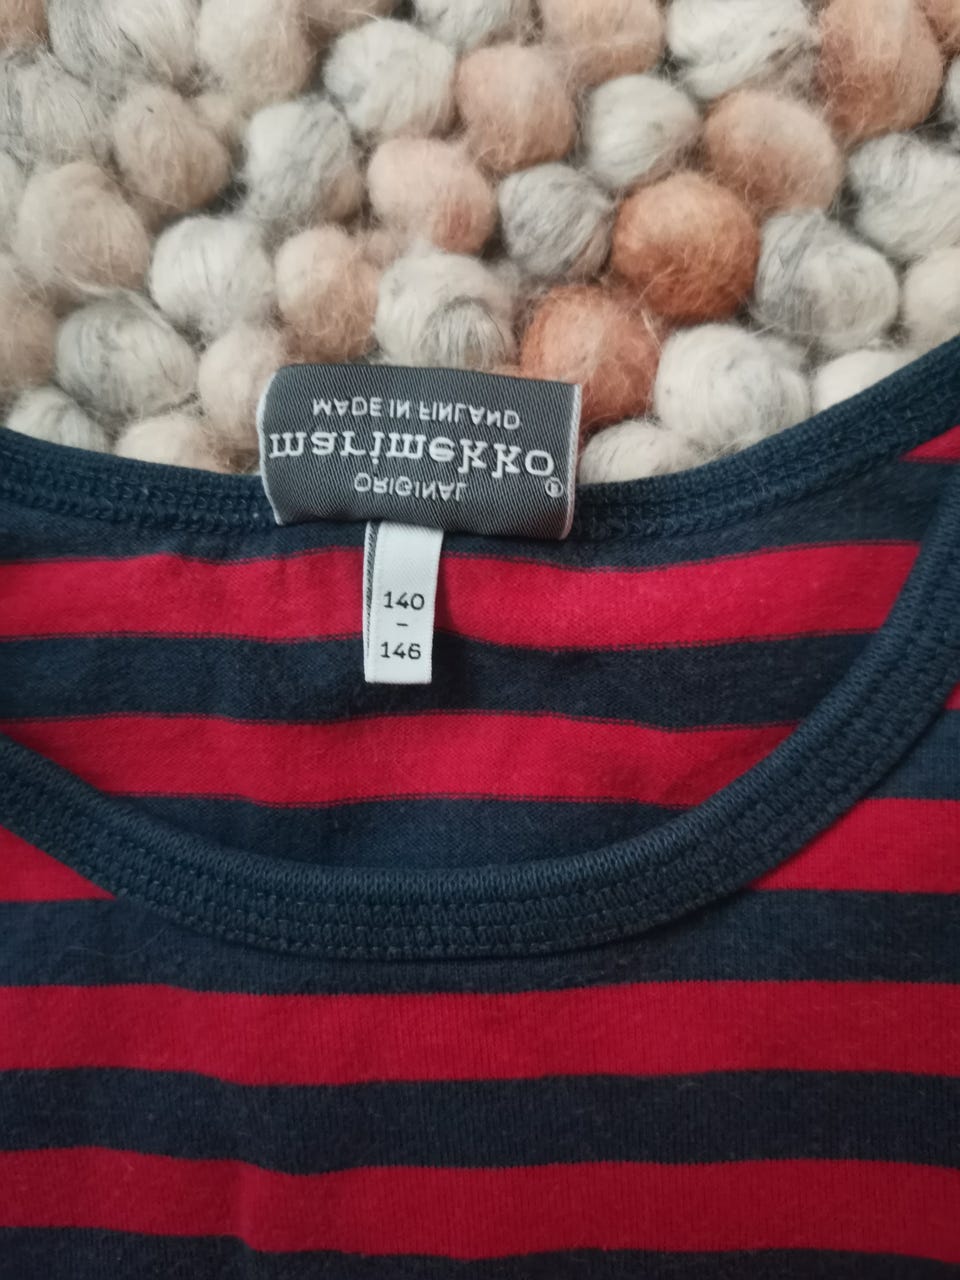 ORIGINAL
marimekko®
MADE IN FINLAND
140
-
146